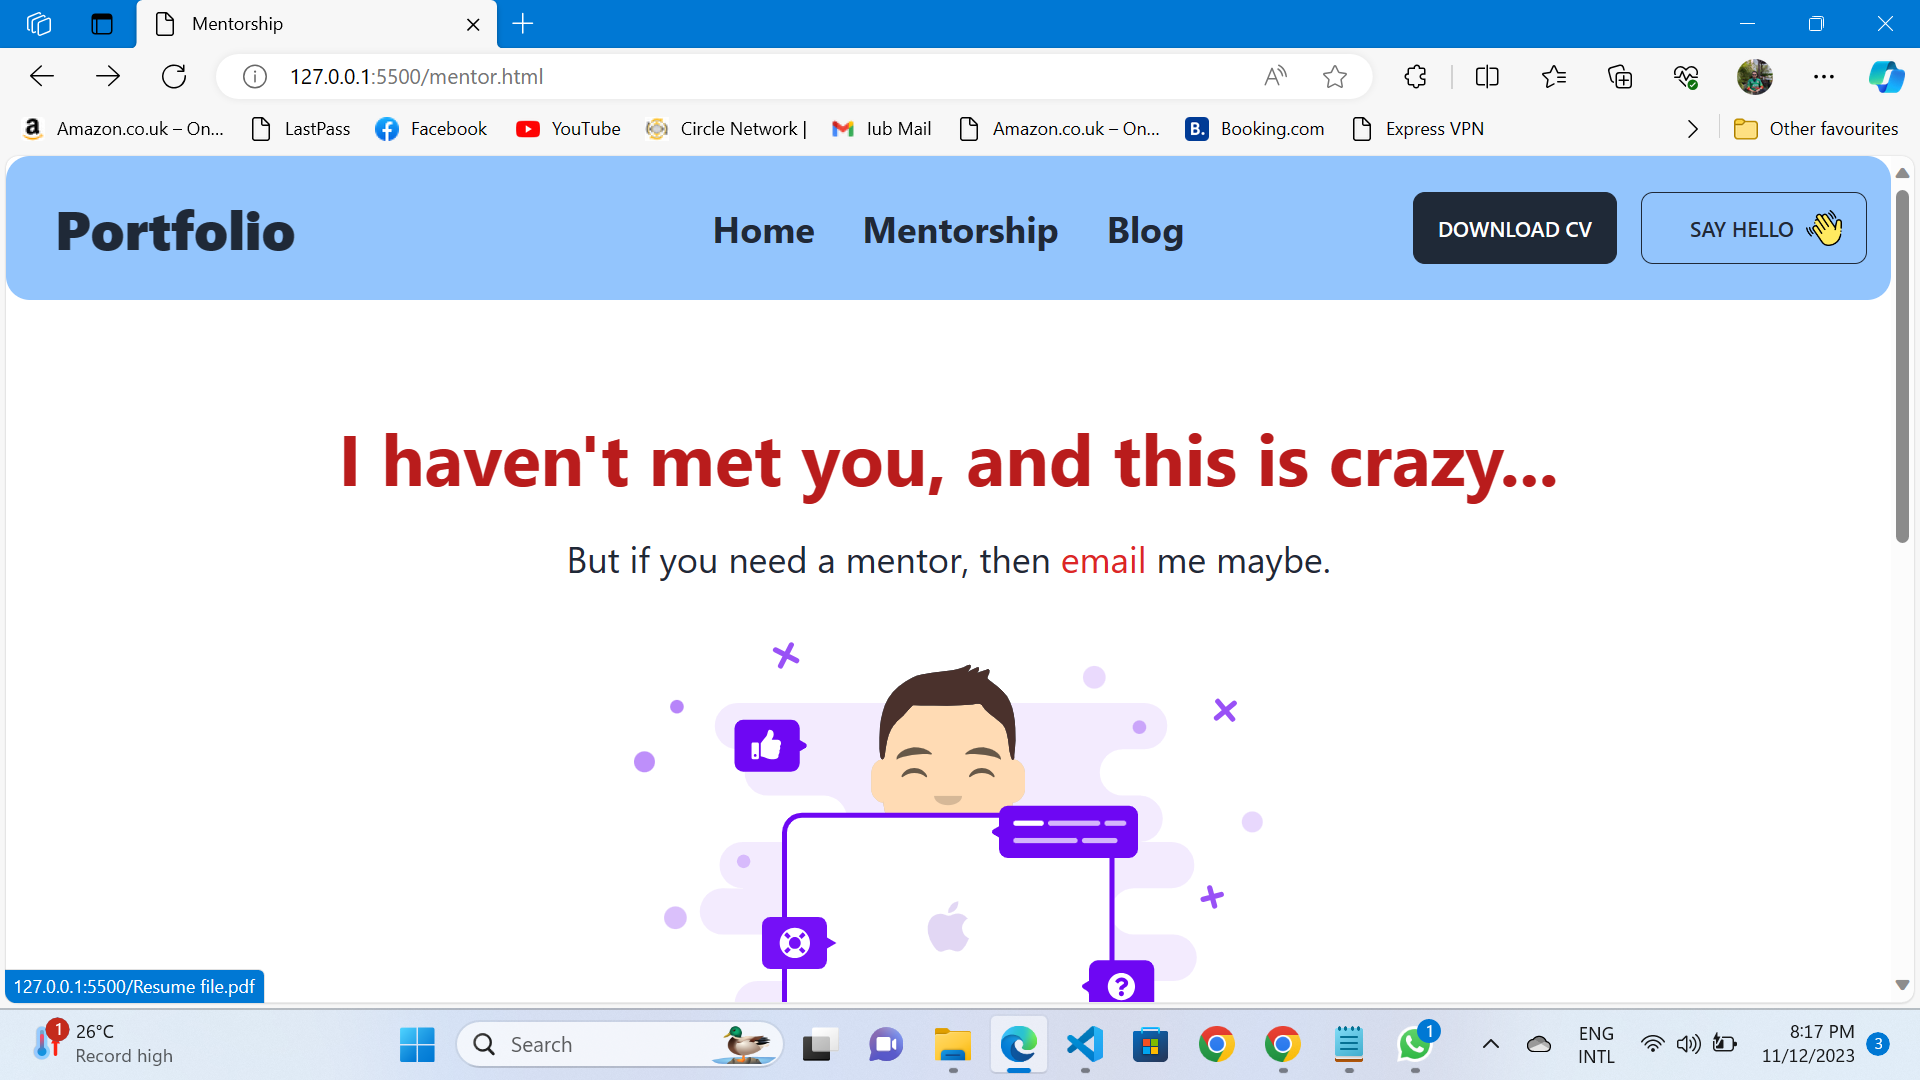 Mentorship
127.0.0.1:5500/mentor.html
Amazon.co.uk – On...
LastPass
Facebook
YouTube
Circle Network |
Iub Mail
Amazon.co.uk – On...
B.
Booking.com
Express VPN
Other favourites
Portfolio
Home
Mentorship
Blog
DOWNLOAD CV
SAY HELLO
I haven't met you, and this is crazy...
But if you need a mentor, then email me maybe.
?
127.0.0.1:5500/Resume file.pdf
1
26°C
Record high
Search
1
ENG
INTL
8:17 PM
11/12/2023
3